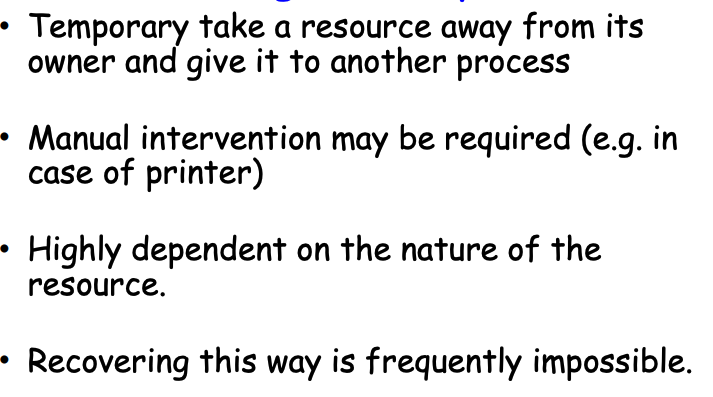 • Temporary take a resource away from its
owner and give it to another process
• Manual intervention may be required (e.g. in
case of printer)
• Highly dependent on the nature of the
resource.
• Recovering this way is frequently impossible.